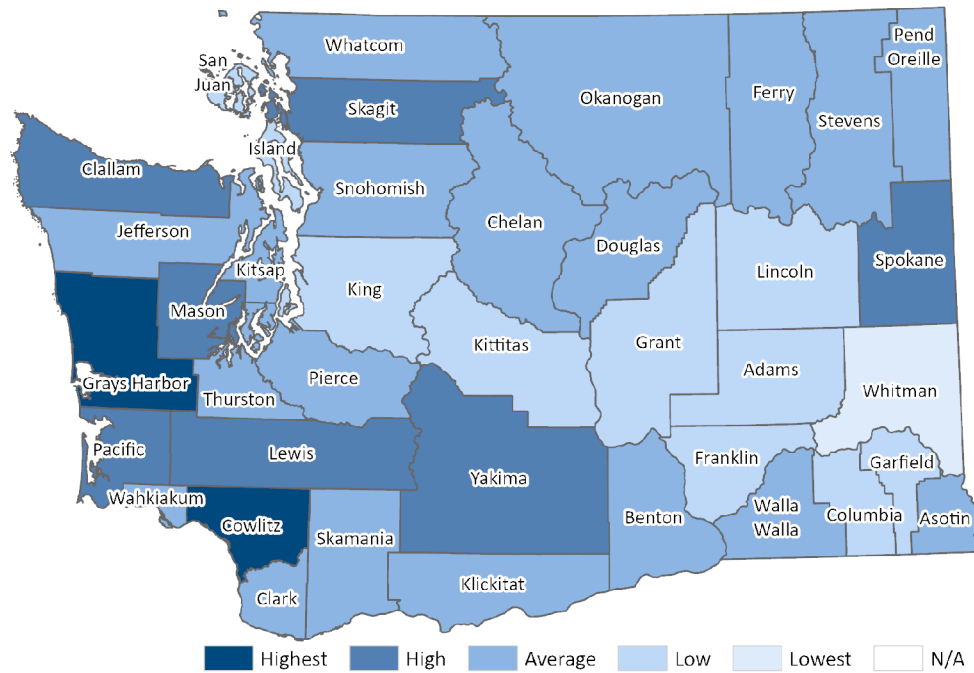 Whatcom
San
Juan
Skagit
Okanogan
Ferry
Pend
Oreille
Stevens
Island
Clallam
Snohomish
Chelan
Jefferson
Douglas
Kitsap
King
Lincoln
Spokane
Mason
Kittitas
Grant
Adams
Whitman
Grays Harbor
Thurston
Pierce
Pacific
Lewis
Yakima
Franklin
Garfield
Wahkiakum
Cowlitz
Skamania
Benton
Walla
Walla
Columbia
Asotin
Clark
Klickitat
Highest
High
Average
Low
Lowest
N/A